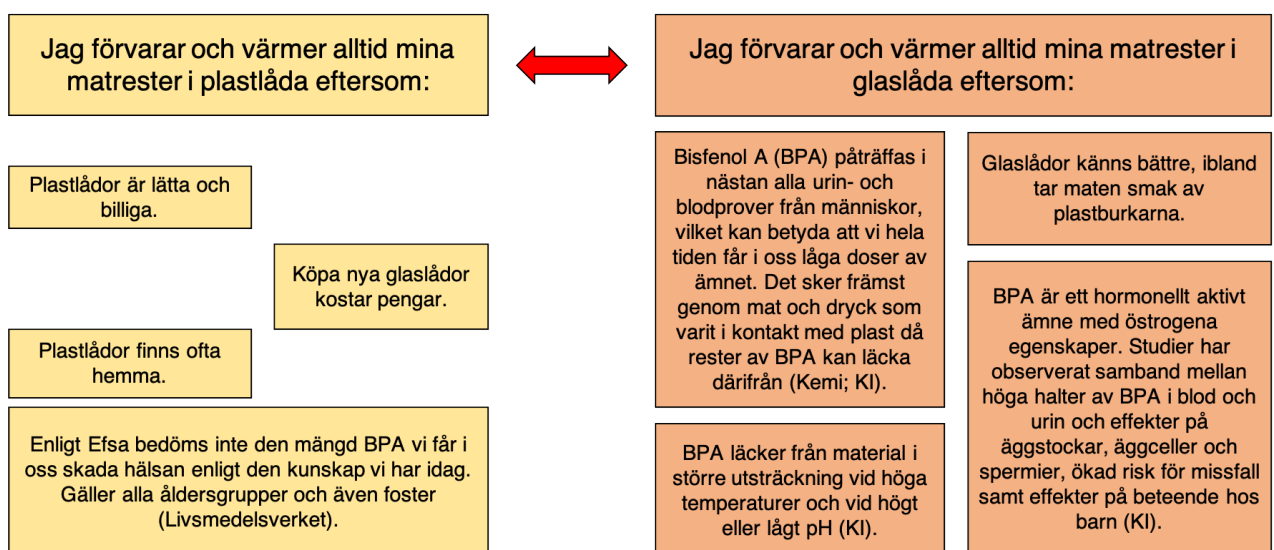 Jag förvarar och värmer alltid mina
matrester i plastlåda eftersom:
Plastlådor är lätta och
billiga.
Köpa nya glaslådor
kostar pengar.
Plastlådor finns ofta
hemma.
Enligt Efsa bedöms inte den mängd BPA vi får i
oss skada hälsan enligt den kunskap vi har idag.
Gäller alla åldersgrupper och även foster
(Livsmedelsverket).
Jag förvarar och värmer alltid mina matrester i
glaslåda eftersom:
Bisfenol A (BPA) påträffas i
nästan alla urin- och
blodprover från människor,
vilket kan betyda att vi hela
tiden får i oss låga doser av
ämnet. Det sker främst
genom mat och dryck som
varit i kontakt med plast då
rester av BPA kan läcka
därifrån (Kemi; KI).
BPA läcker från material i
större utsträckning vid höga
temperaturer och vid högt
eller lågt pH (KI).
Glaslådor känns bättre, ibland
tar maten smak av
plastburkarna.
BPA är ett hormonellt aktivt
ämne med östrogena
egenskaper. Studier har
observerat samband mellan
höga halter av BPA i blod och
urin och effekter på
äggstockar, äggceller och
spermier, ökad risk för missfall
samt effekter på beteende hos
barn (KI).